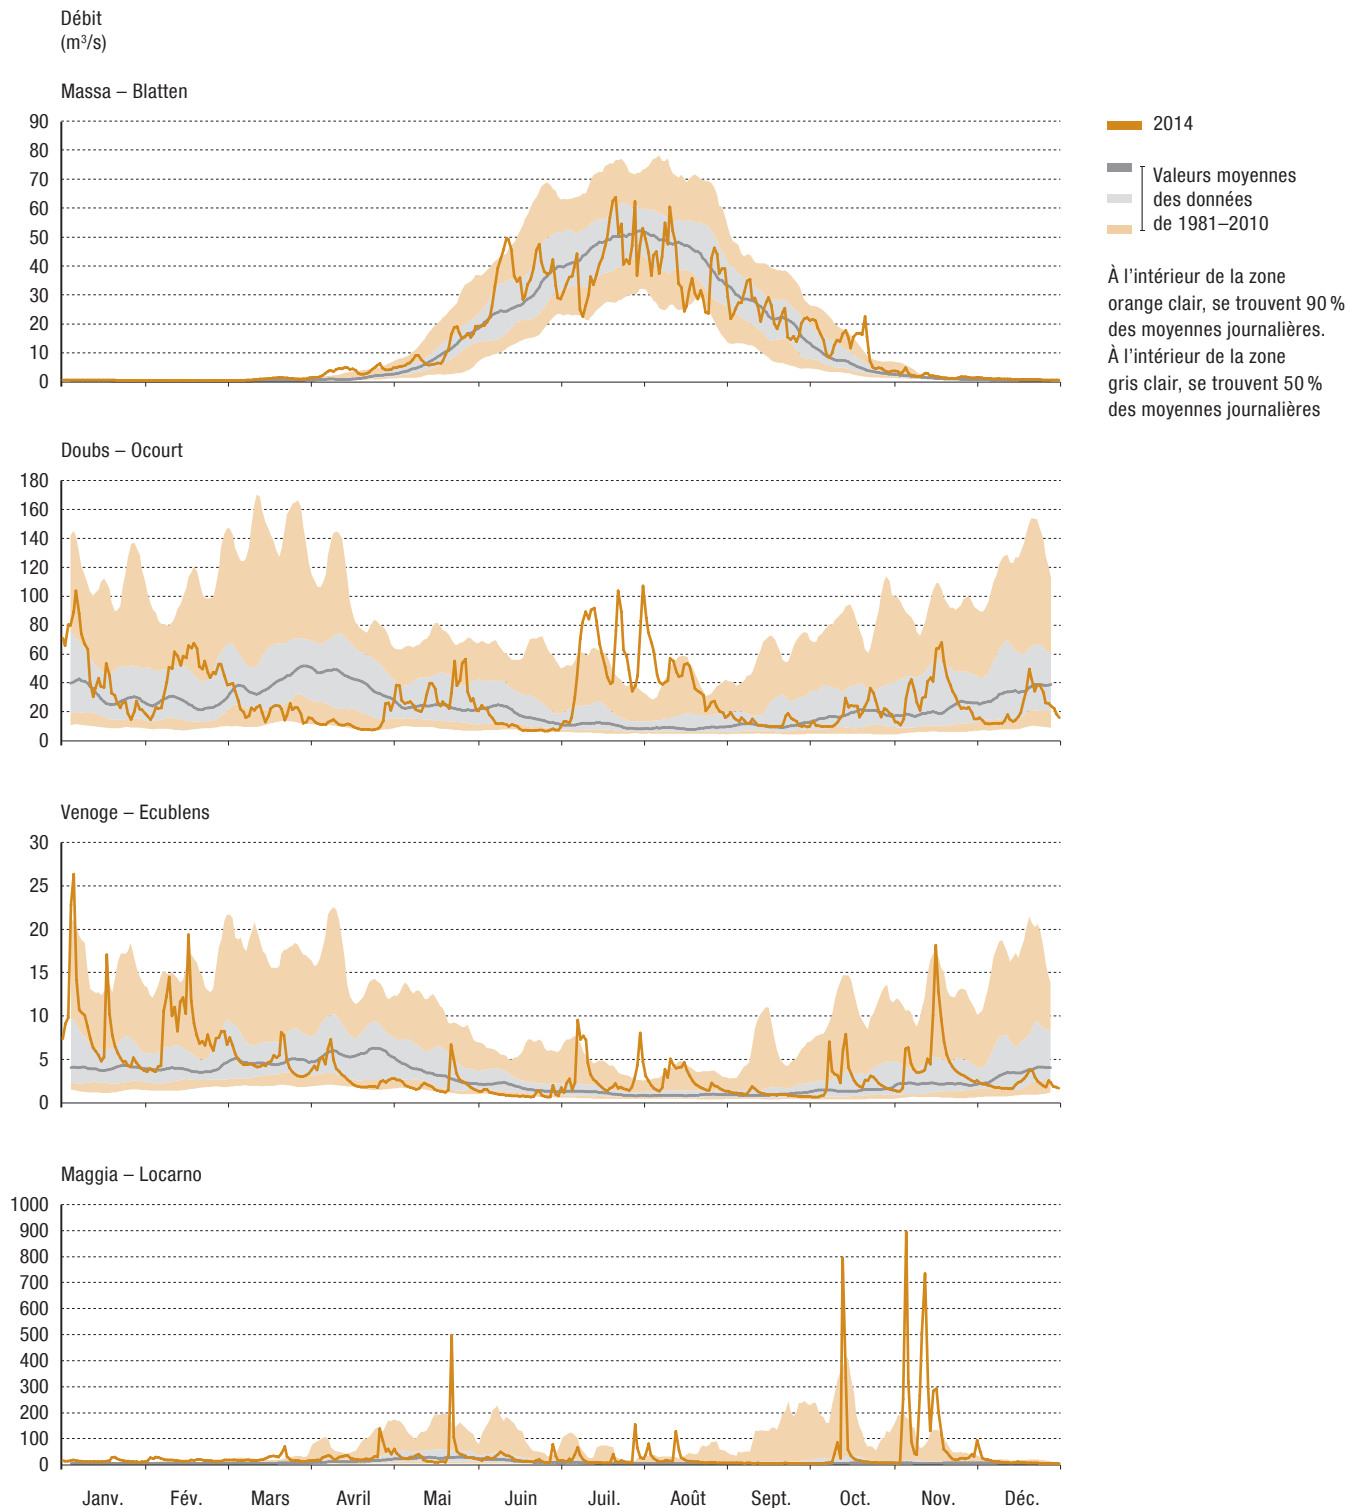 Débit
(m³/s)
Massa – Blatten
90
80
70
60
50
40
30
20
10
0
2014
Valeurs moyennes
des données
de 1981–2010
À l’intérieur de la zone
orange clair, se trouvent 90 %
des moyennes journalières.
À l’intérieur de la zone
gris clair, se trouvent 50 %
des moyennes journalières
Doubs – Ocourt
180
160
140
120
100
80
60
40
20
0
Venoge – Ecublens
30
25
20
15
10
5
0
Maggia – Locarno
1000
900
800
700
600
500
400
300
200
100
0
Janv. Fév. Mars Avril Mai Juin Juil. Août Sept. Oct. Nov. Déc.